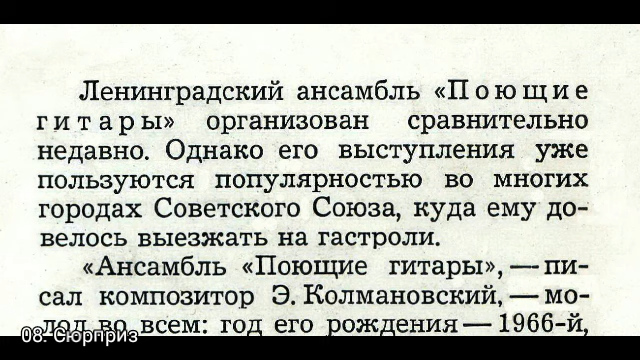 Ленинградский ансамбль «Поющие
гитары» организован сравнительно
недавно. Однако его выступления уже
пользуются популярностью во многих
городах Советского Союза, куда ему до-
велось выезжать на гастроли.
«Ансамбль «Поющие гитары», — пи-
сал композитор Э. Колмановский, — мо-
лод во всем: год его рождения — 1966-й,
08. Сюрприз